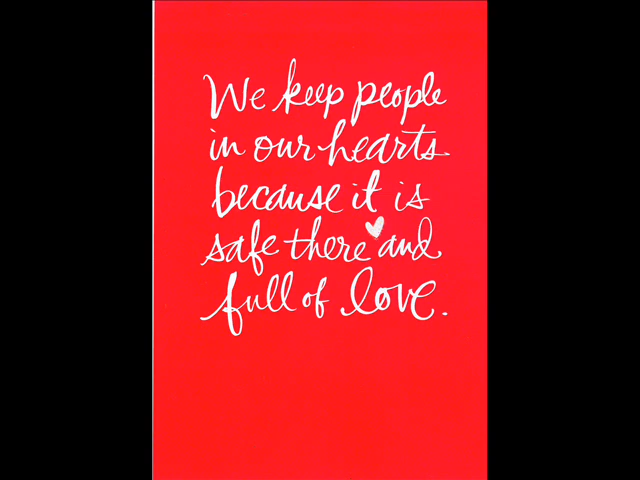 We keep people
in our hearts
because it is
safe there and
full of love.